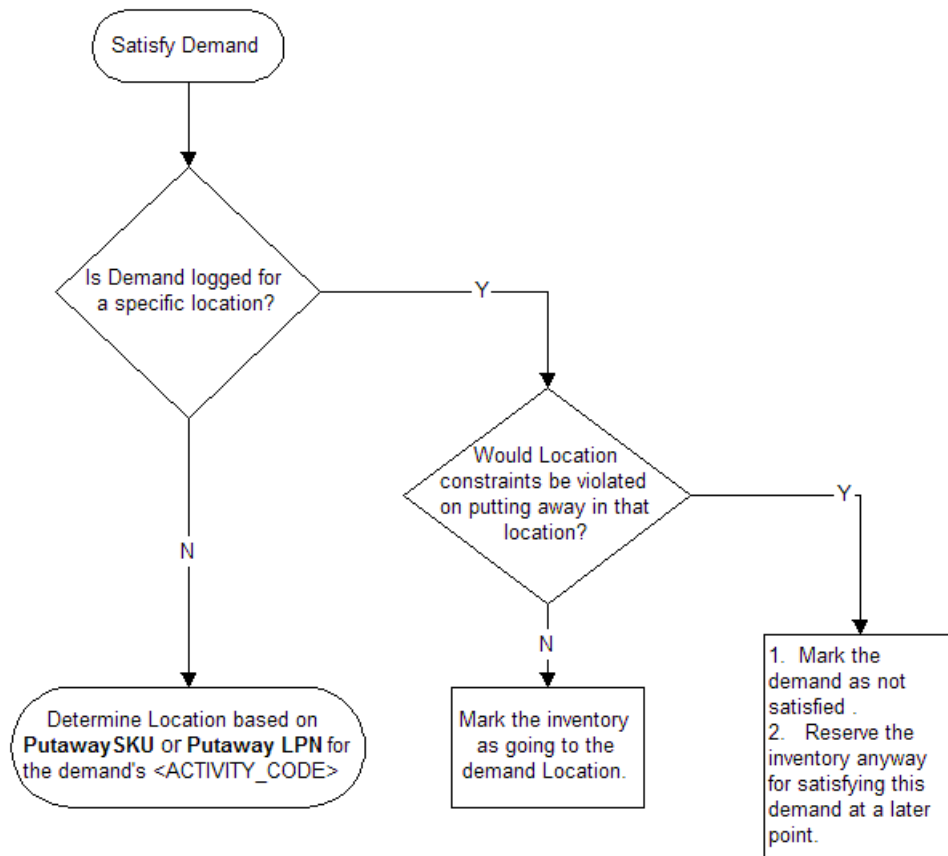 Satisfy Demand
Is Demand logged for
a specific location?
Y
Would Location
constraints be violated
on putting away in that
location?
Y
N
N
Determine Location based on
PutawaySKU or Putaway LPN for
the demand's <ACTIVITY_CODE>
Mark the inventory
as going to the
demand Location.
1. Mark the
demand as not
satisfied .
2. Reserve the
inventory anyway
for satisfying this
demand at a later
point.